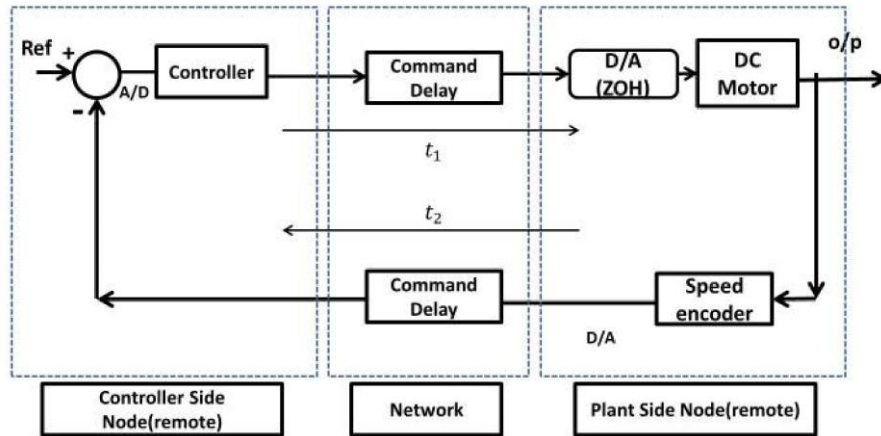 Ref
+
-
A/D
Controller
Command
Delay
D/A
(ZOH)
DC
Motor
o/p
t₁
t₂
Command
Delay
D/A
Speed
encoder
Controller Side
Node(remote)
Network
Plant Side Node(remote)